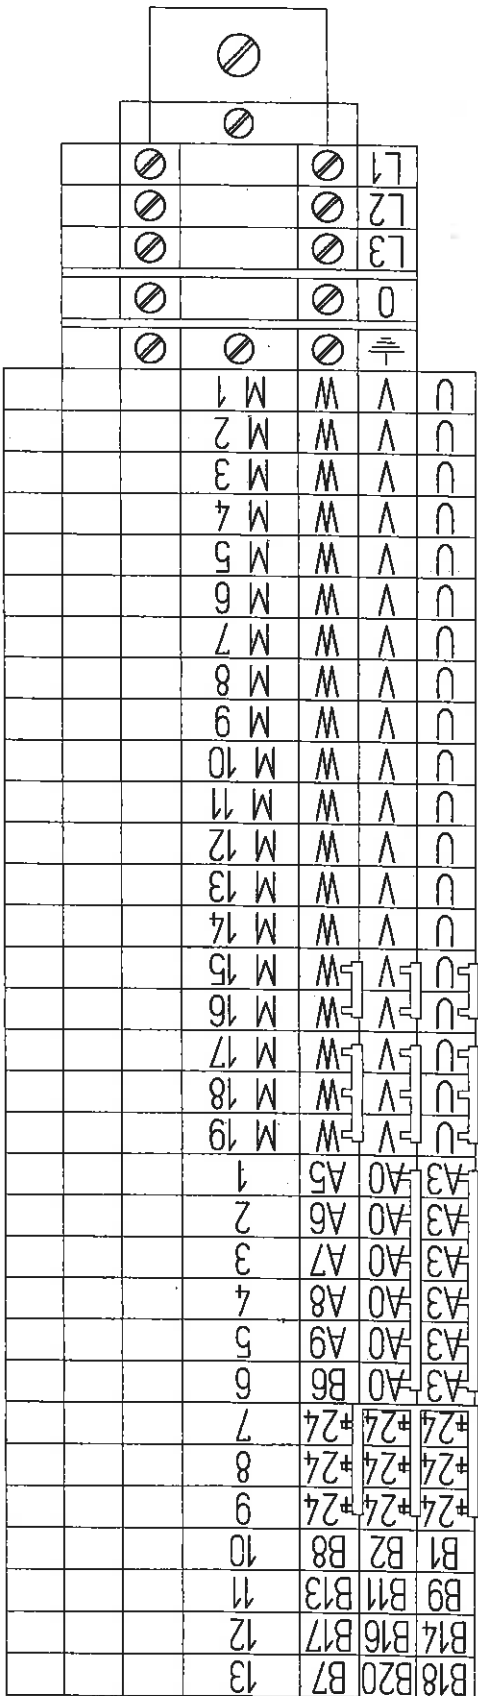 B18 B20 B7 13
B14 B16 B17 12
B9 B11 B13 11
B1 B2 B8 10
+24 +24 +24 9
+24 +24 +24 8
+24 +24 +24 7
A3 A0 B6 6
A3 A0 A9 5
A3 A0 A8 4
A3 A0 A7 3
A3 A0 A6 2
A3 A0 A5 1
U V W M 19
U V W M 18
U V W M 17
U V W M 16
U V W M 15
U V W M 14
U V W M 13
U V W M 12
U V W M 11
U V W M 10
U V W M 9
U V W M 8
U V W M 7
U V W M 6
U V W M 5
U V W M 4
U V W M 3
U V W M 2
U V W M 1
0
L3
L2
L1